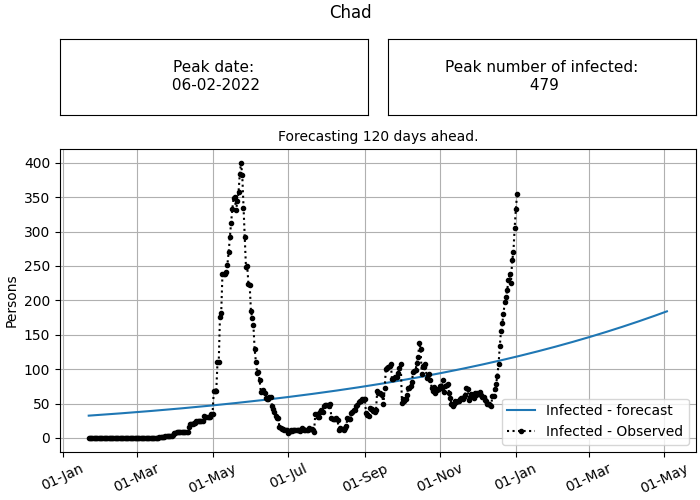 Chad
Peak date:
06-02-2022
Peak number of infected:
479
Forecasting 120 days ahead.
400
350
300
250
200
150
100
50
0
Persons
Infected - forecast
Infected - Observed
01-Jan
01-Mar
01-May
01-Jul
01-Sep
01-Nov
01-Jan
01-Mar
01-May